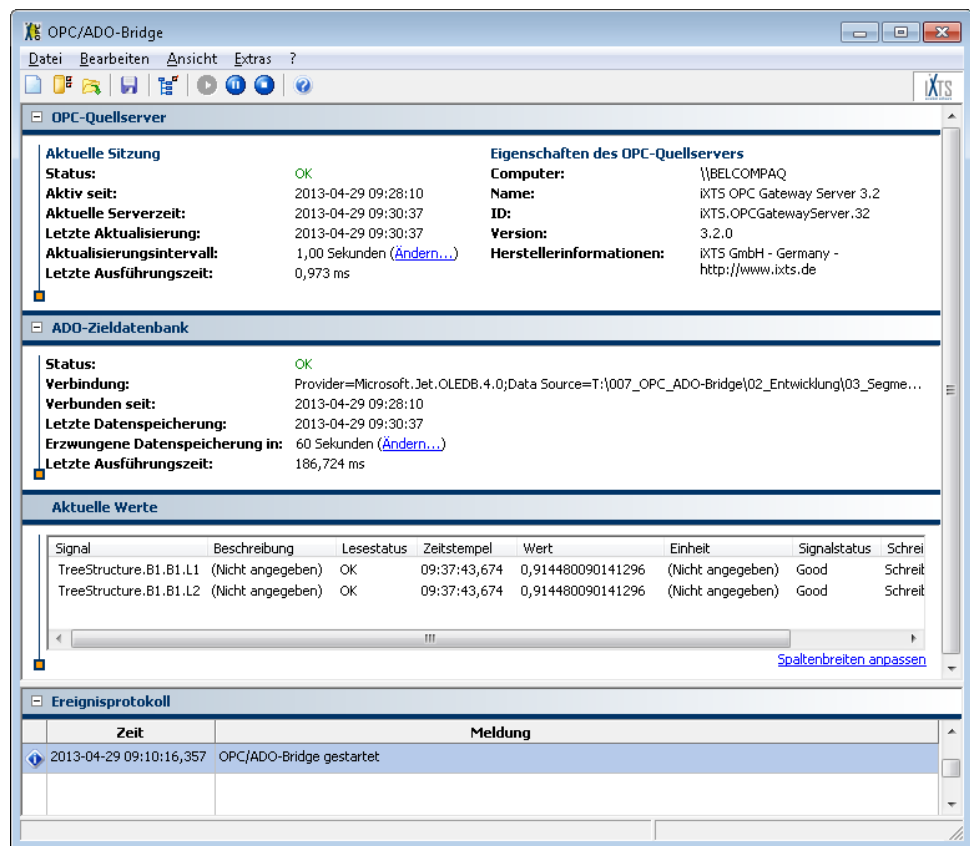 OPC/ADO-Bridge
Datei Bearbeiten Ansicht Extras ?
iXTS
OPC-Quellserver
Aktuelle Sitzung Eigenschaften des OPC-Quellservers
Status: OK Computer: \\BELCOMPAQ
Aktiv seit: 2013-04-29 09:28:10 Name: iXTS OPC Gateway Server 3.2
Aktuelle Serverzeit: 2013-04-29 09:30:37 ID: iXTS.OPCGatewayServer.32
Letzte Aktualisierung: 2013-04-29 09:30:37 Version: 3.2.0
Aktualisierungsintervall: 1,00 Sekunden (Ändern...) Herstellerinformationen: iXTS GmbH - Germany -
Letzte Ausführungszeit: 0,973 ms http://www.ixts.de
ADO-Zieldatenbank
Status: OK
Verbindung: Provider=Microsoft.Jet.OLEDB.4.0;Data Source=T:\007_OPC_ADO-Bridge\02_Entwicklung\03_Segme...
Verbunden seit: 2013-04-29 09:28:10
Letzte Datenspeicherung: 2013-04-29 09:30:37
Erzwungene Datenspeicherung in: 60 Sekunden (Ändern...)
Letzte Ausführungszeit: 186,724 ms
Aktuelle Werte
Signal Beschreibung Lesestatus Zeitstempel Wert Einheit Signalstatus Schrei
TreeStructure.B1.B1.L1 (Nicht angegeben) OK 09:37:43,674 0,914480090141296 (Nicht angegeben) Good Schreib
TreeStructure.B1.B1.L2 (Nicht angegeben) OK 09:37:43,674 0,914480090141296 (Nicht angegeben) Good Schreib
Spaltenbreiten anpassen
Ereignisprotokoll
Zeit Meldung
2013-04-29 09:10:16,357 OPC/ADO-Bridge gestartet